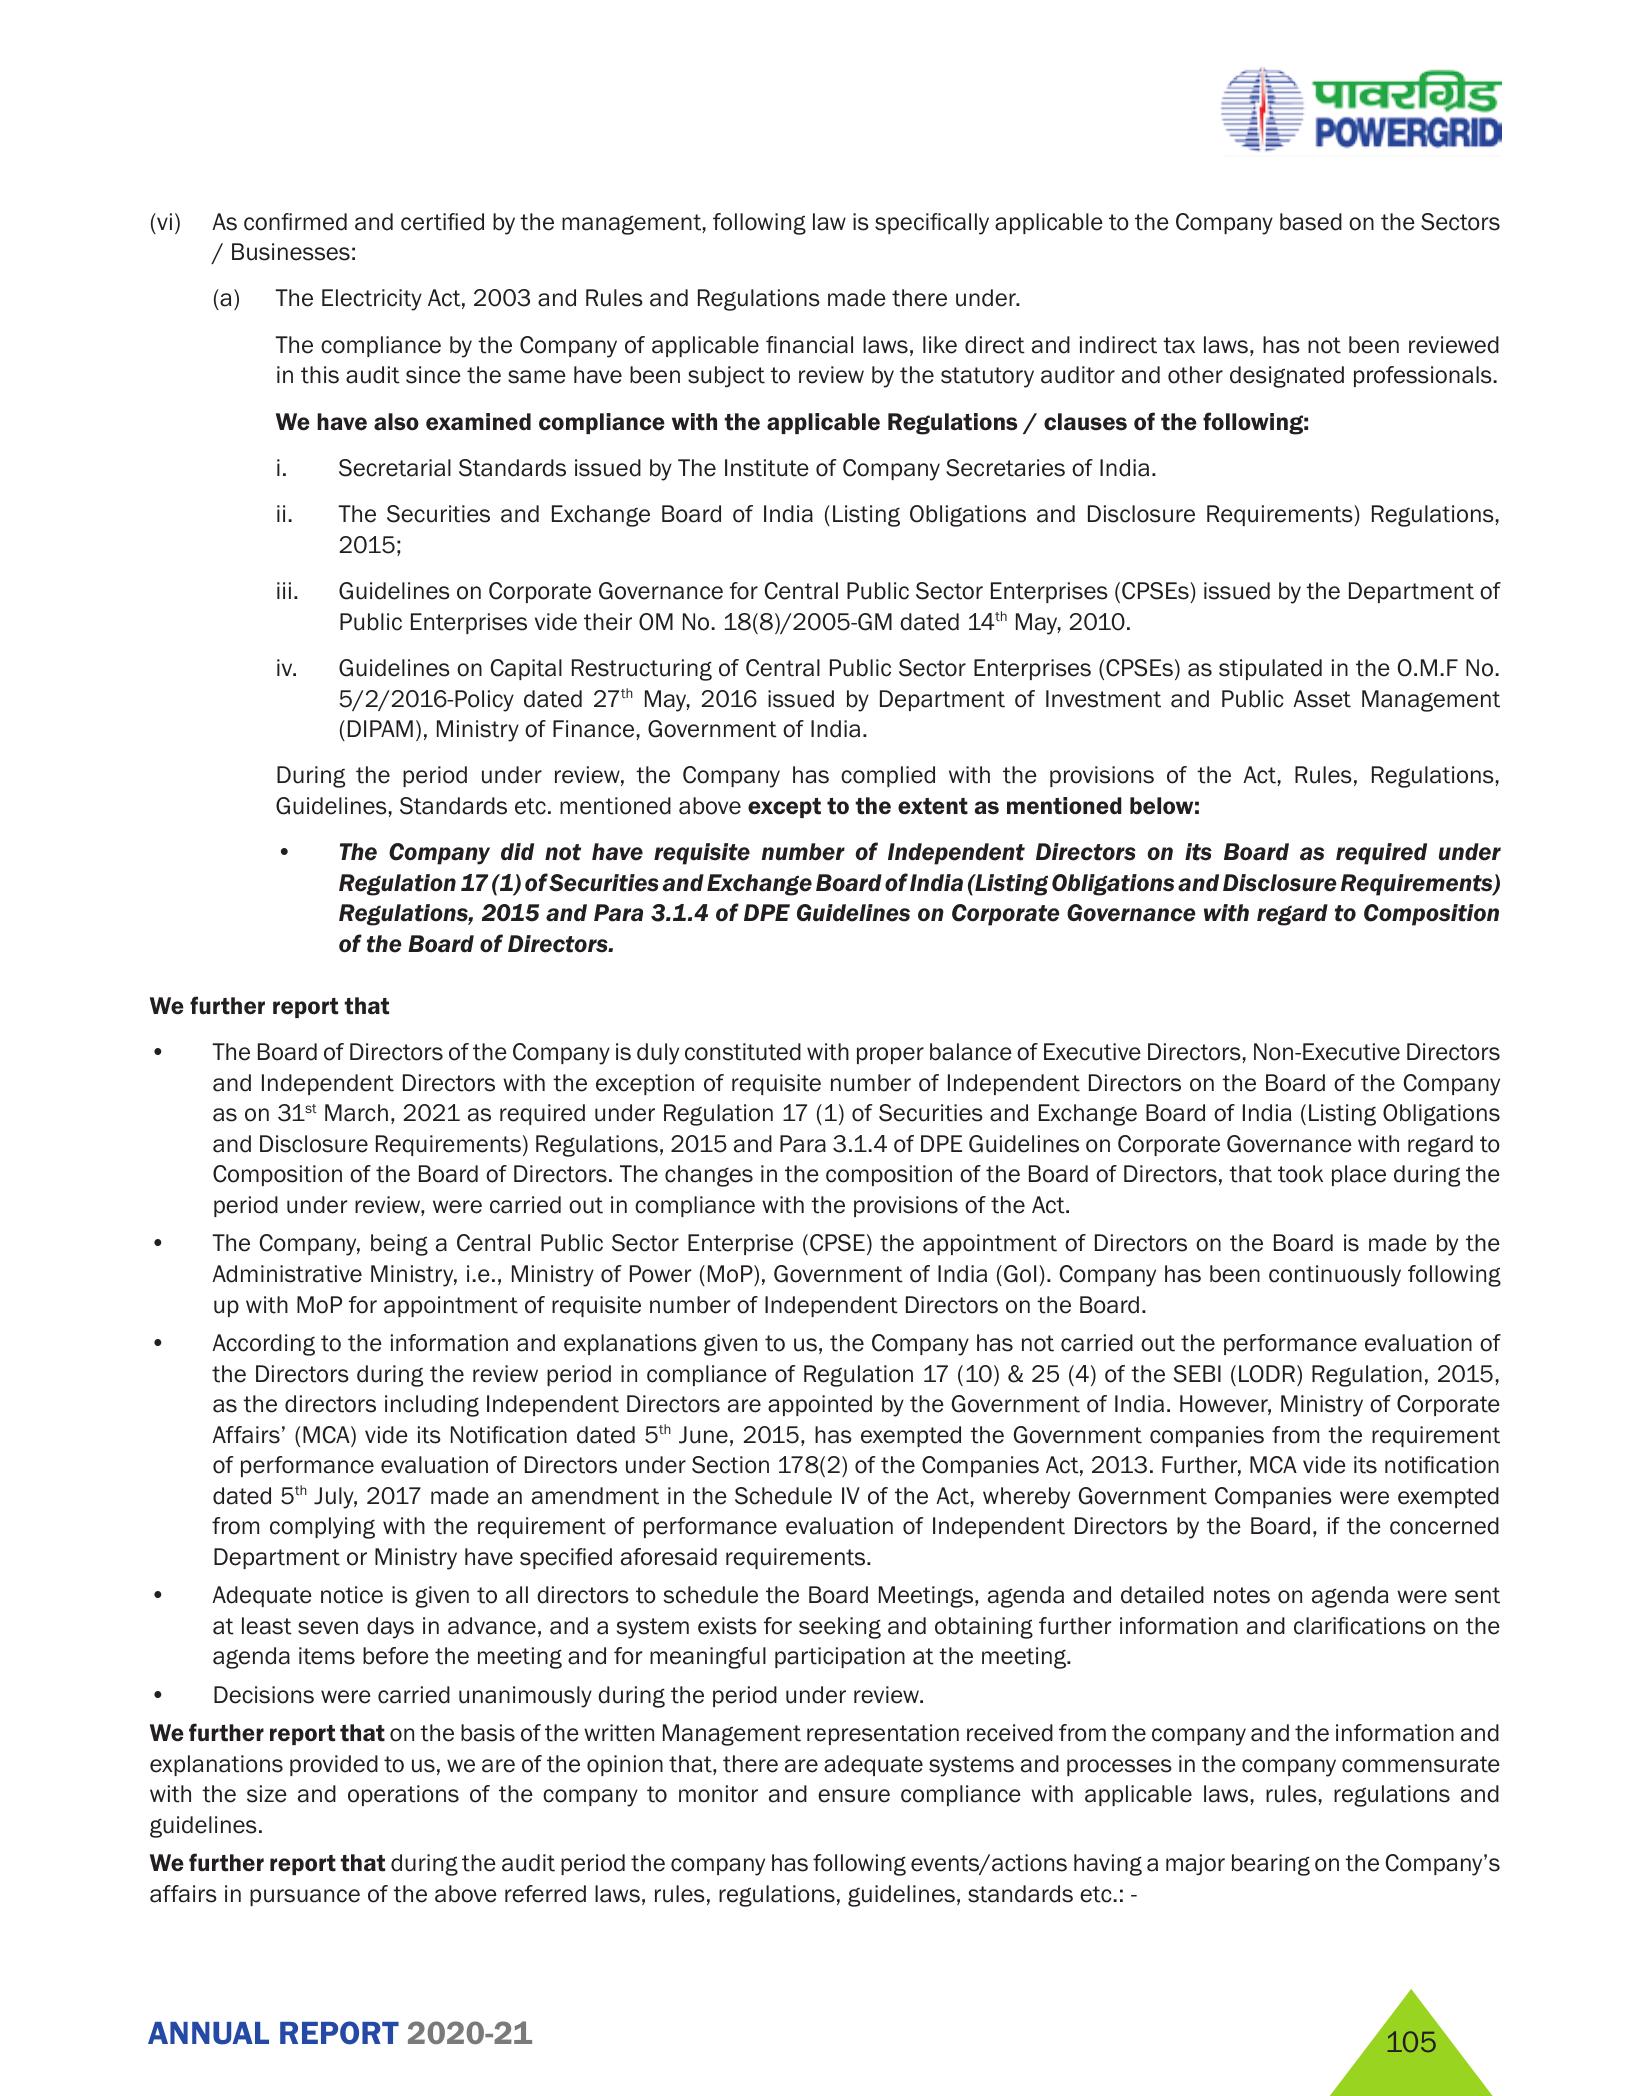 पावरग्रिड
POWERGRID
(vi) As confirmed and certified by the management, following law is specifically applicable to the Company based on the Sectors
/ Businesses:
(a) The Electricity Act, 2003 and Rules and Regulations made there under.
The compliance by the Company of applicable financial laws, like direct and indirect tax laws, has not been reviewed
in this audit since the same have been subject to review by the statutory auditor and other designated professionals.
We have also examined compliance with the applicable Regulations / clauses of the following:
i. Secretarial Standards issued by The Institute of Company Secretaries of India.
ii. The Securities and Exchange Board of India (Listing Obligations and Disclosure Requirements) Regulations,
2015;
iii. Guidelines on Corporate Governance for Central Public Sector Enterprises (CPSEs) issued by the Department of
Public Enterprises vide their OM No. 18(8)/2005-GM dated 14th May, 2010.
iv. Guidelines on Capital Restructuring of Central Public Sector Enterprises (CPSEs) as stipulated in the O.M.F No.
5/2/2016-Policy dated 27th May, 2016 issued by Department of Investment and Public Asset Management
(DIPAM), Ministry of Finance, Government of India.
During the period under review, the Company has complied with the provisions of the Act, Rules, Regulations,
Guidelines, Standards etc. mentioned above except to the extent as mentioned below:
• The Company did not have requisite number of Independent Directors on its Board as required under
Regulation 17 (1) of Securities and Exchange Board of India (Listing Obligations and Disclosure Requirements)
Regulations, 2015 and Para 3.1.4 of DPE Guidelines on Corporate Governance with regard to Composition
of the Board of Directors.
We further report that
• The Board of Directors of the Company is duly constituted with proper balance of Executive Directors, Non-Executive Directors
and Independent Directors with the exception of requisite number of Independent Directors on the Board of the Company
as on 31st March, 2021 as required under Regulation 17 (1) of Securities and Exchange Board of India (Listing Obligations
and Disclosure Requirements) Regulations, 2015 and Para 3.1.4 of DPE Guidelines on Corporate Governance with regard to
Composition of the Board of Directors. The changes in the composition of the Board of Directors, that took place during the
period under review, were carried out in compliance with the provisions of the Act.
• The Company, being a Central Public Sector Enterprise (CPSE) the appointment of Directors on the Board is made by the
Administrative Ministry, i.e., Ministry of Power (MoP), Government of India (GoI). Company has been continuously following
up with MoP for appointment of requisite number of Independent Directors on the Board.
• According to the information and explanations given to us, the Company has not carried out the performance evaluation of
the Directors during the review period in compliance of Regulation 17 (10) & 25 (4) of the SEBI (LODR) Regulation, 2015,
as the directors including Independent Directors are appointed by the Government of India. However, Ministry of Corporate
Affairs’ (MCA) vide its Notification dated 5th June, 2015, has exempted the Government companies from the requirement
of performance evaluation of Directors under Section 178(2) of the Companies Act, 2013. Further, MCA vide its notification
dated 5th July, 2017 made an amendment in the Schedule IV of the Act, whereby Government Companies were exempted
from complying with the requirement of performance evaluation of Independent Directors by the Board, if the concerned
Department or Ministry have specified aforesaid requirements.
• Adequate notice is given to all directors to schedule the Board Meetings, agenda and detailed notes on agenda were sent
at least seven days in advance, and a system exists for seeking and obtaining further information and clarifications on the
agenda items before the meeting and for meaningful participation at the meeting.
• Decisions were carried unanimously during the period under review.
We further report that on the basis of the written Management representation received from the company and the information and
explanations provided to us, we are of the opinion that, there are adequate systems and processes in the company commensurate
with the size and operations of the company to monitor and ensure compliance with applicable laws, rules, regulations and
guidelines.
We further report that during the audit period the company has following events/actions having a major bearing on the Company’s
affairs in pursuance of the above referred laws, rules, regulations, guidelines, standards etc.: -
ANNUAL REPORT 2020-21
105